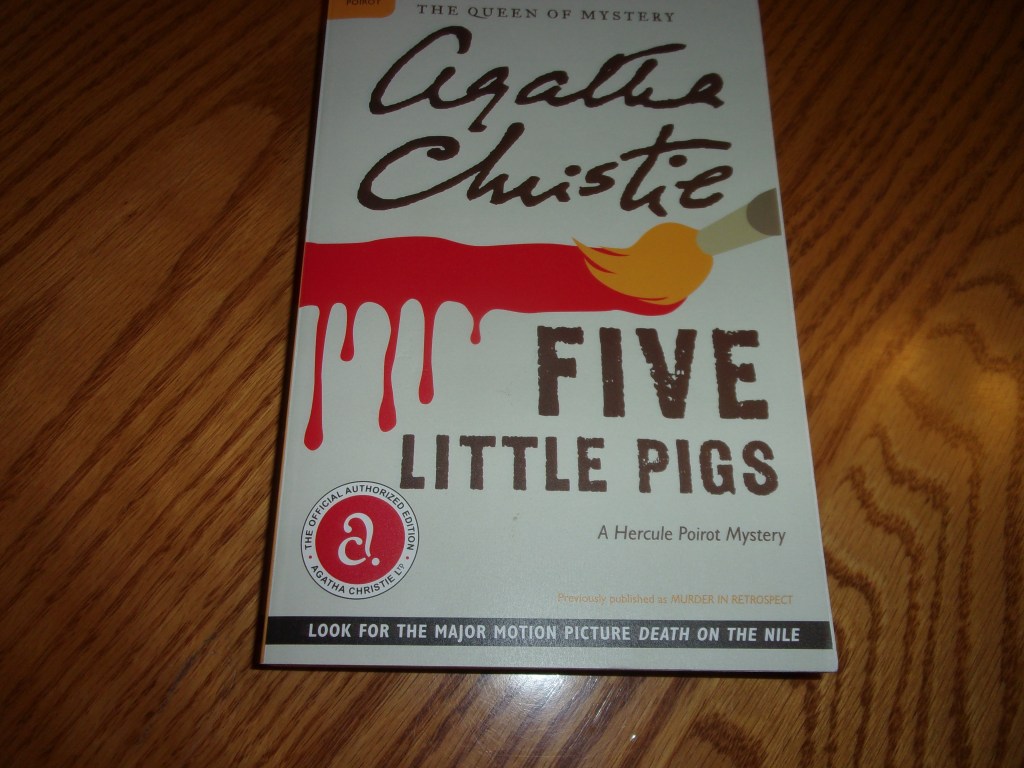 POIROT
THE QUEEN OF MYSTERY
Agatha
Christie
FIVE
LITTLE PIGS
THE OFFICIAL AUTHORIZED EDITION
a.
AGATHA CHRISTIE LTD
A Hercule Poirot Mystery
Previously published as MURDER IN RETROSPECT
LOOK FOR THE MAJOR MOTION PICTURE DEATH ON THE NILE